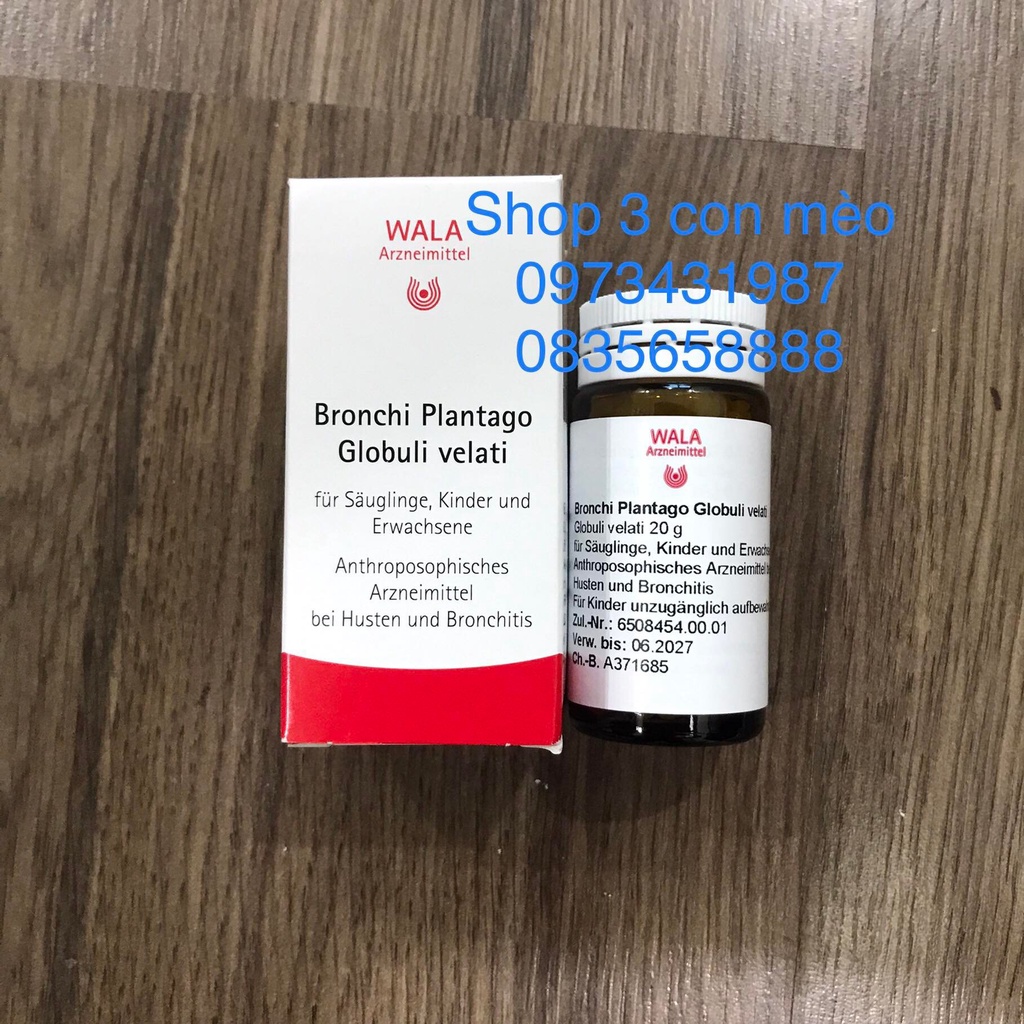 Shop 3 con mèo
0973431987
0835658888
WALA
Arzneimittel
Bronchi Plantago
Globuli velati
für Säuglinge, Kinder und
Erwachsene
Anthroposophisches
Arzneimittel
bei Husten und Bronchitis
WALA
Arzneimittel
Bronchi Plantago Globuli velati
Globuli velati 20 g
für Säuglinge, Kinder und
Anthroposophisches Arzneimittel
Husten und Bronchitis
Für Kinder unzugänglich
Zul.-Nr.: 6508454.00.01
Verw. bis: 06.2027
Ch.-B. A371685